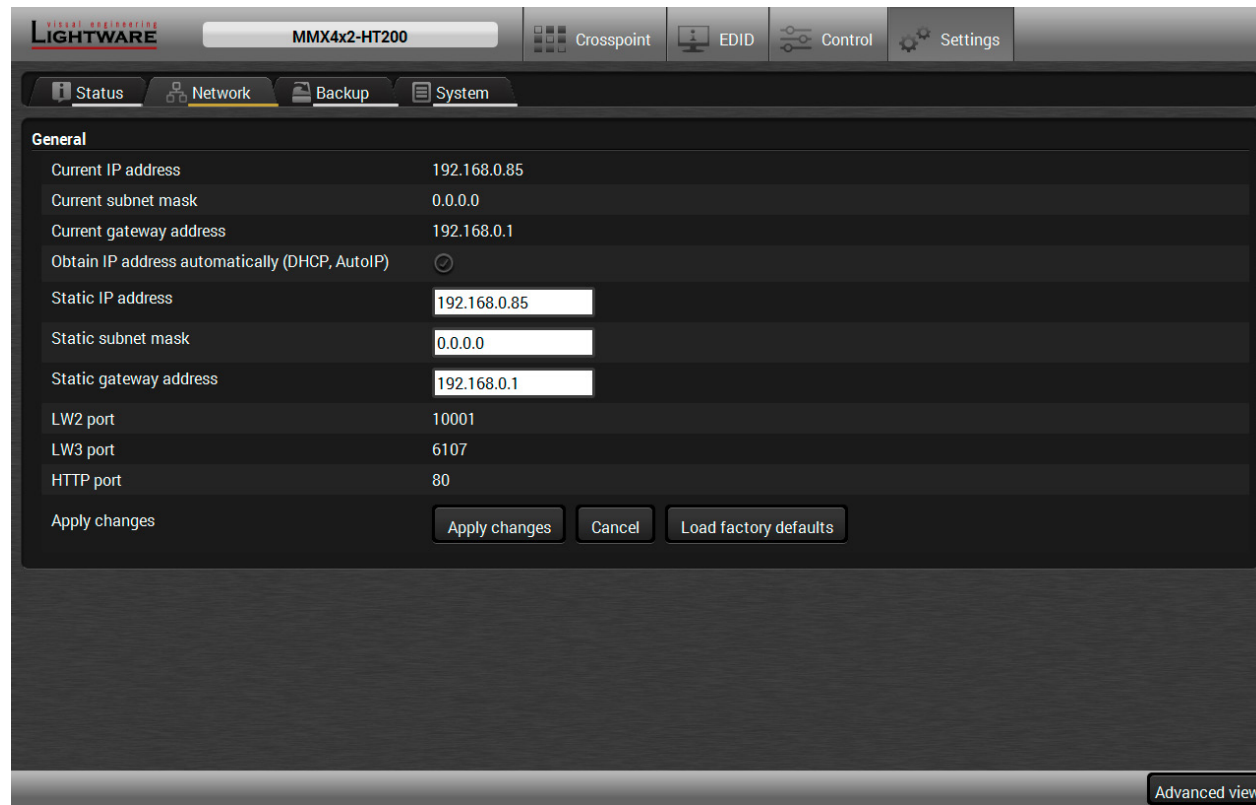 visual engineering
LIGHTWARE
MMX4x2-HT200
Crosspoint
EDID
Control
Settings
Status
Network
Backup
System
General
Current IP address 192.168.0.85
Current subnet mask 0.0.0.0
Current gateway address 192.168.0.1
Obtain IP address automatically (DHCP, AutoIP)
Static IP address 192.168.0.85
Static subnet mask 0.0.0.0
Static gateway address 192.168.0.1
LW2 port 10001
LW3 port 6107
HTTP port 80
Apply changes Apply changes Cancel Load factory defaults
Advanced view